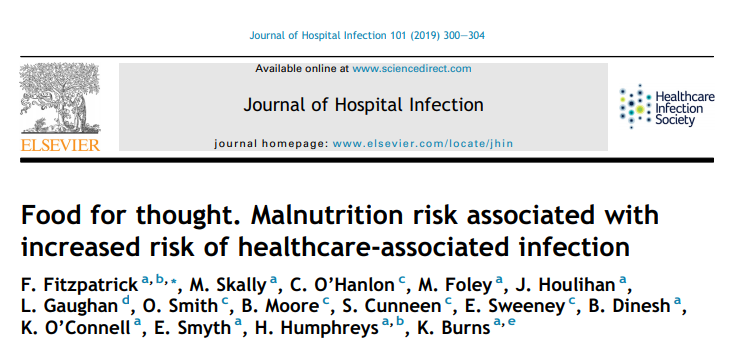 Journal of Hospital Infection 101 (2019) 300–304
Available online at www.sciencedirect.com
Journal of Hospital Infection
journal homepage: www.elsevier.com/locate/jhin
ELSEVIER
Healthcare
Infection
Society
Food for thought. Malnutrition risk associated with
increased risk of healthcare-associated infection
F. Fitzpatrick a,b,*, M. Skally a, C. O’Hanlon c, M. Foley a, J. Houlihan a,
L. Gaughan d, O. Smith c, B. Moore c, S. Cunneen c, E. Sweeney c, B. Dinesh a,
K. O’Connell a, E. Smyth a, H. Humphreys a,b, K. Burns a,e